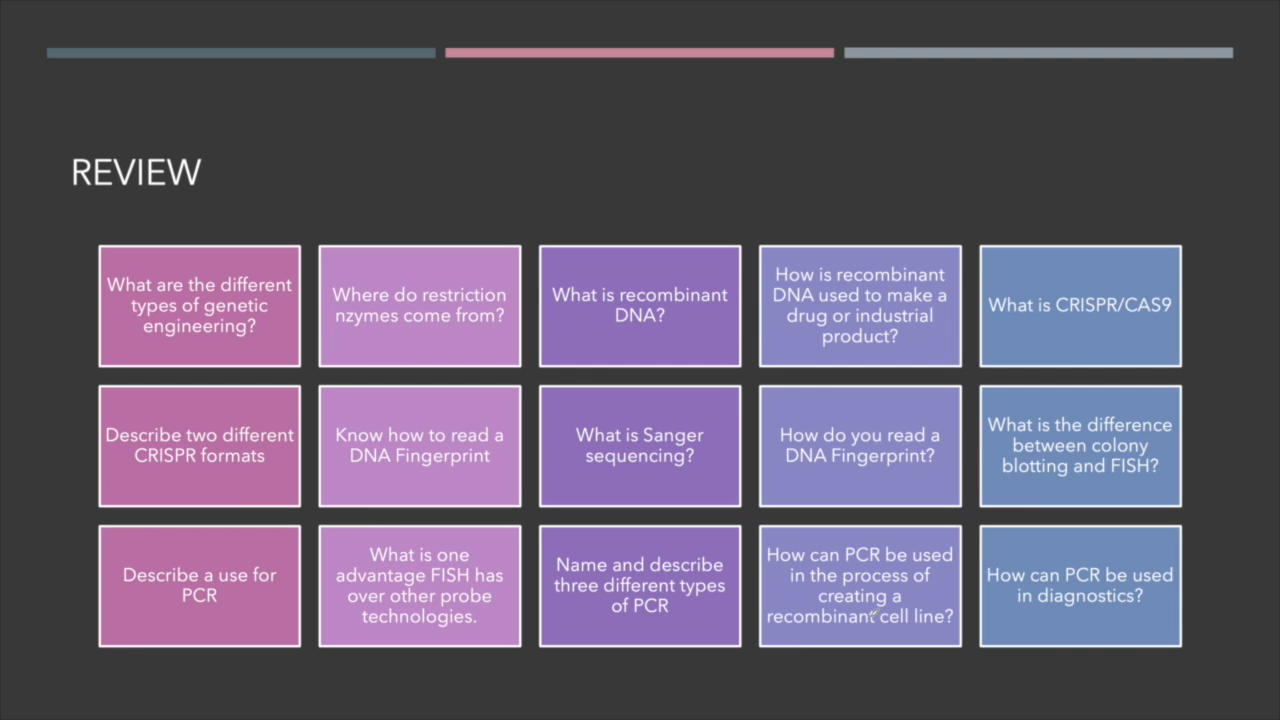 REVIEW
What are the different
types of genetic
engineering?
Where do restriction
nzymes come from?
What is recombinant
DNA?
How is recombinant
DNA used to make a
drug or industrial
product?
What is CRISPR/CAS9
Describe two different
CRISPR formats
Know how to read a
DNA Fingerprint
What is Sanger
sequencing?
How do you read a
DNA Fingerprint?
What is the difference
between colony
blotting and FISH?
Describe a use for
PCR
What is one
advantage FISH has
over other probe
technologies.
Name and describe
three different types
of PCR
How can PCR be used
in the process of
creating a
recombinant cell line?
How can PCR be used
in diagnostics?